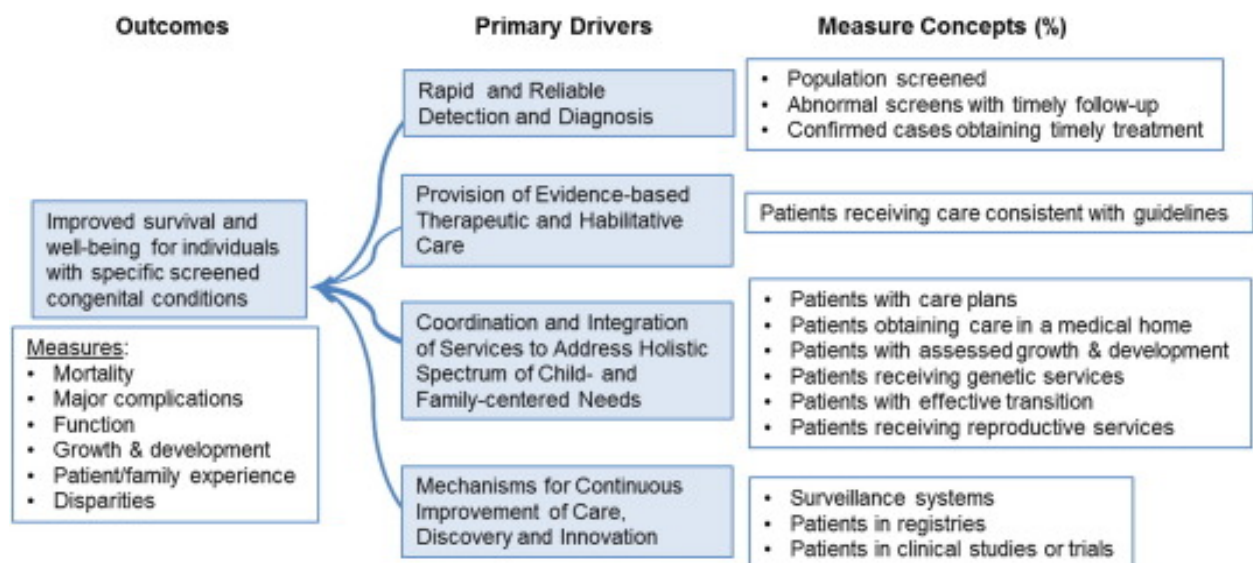 Outcomes
Primary Drivers
Measure Concepts (%)
Improved survival and
well-being for individuals
with specific screened
congenital conditions
Measures:
• Mortality
• Major complications
• Function
• Growth & development
• Patient/family experience
• Disparities
Rapid and Reliable
Detection and Diagnosis
• Population screened
• Abnormal screens with timely follow-up
• Confirmed cases obtaining timely treatment
Provision of Evidence-based
Therapeutic and Habilitative
Care
Patients receiving care consistent with guidelines
Coordination and Integration
of Services to Address Holistic
Spectrum of Child- and
Family-centered Needs
• Patients with care plans
• Patients obtaining care in a medical home
• Patients with assessed growth & development
• Patients receiving genetic services
• Patients with effective transition
• Patients receiving reproductive services
Mechanisms for Continuous
Improvement of Care,
Discovery and Innovation
• Surveillance systems
• Patients in registries
• Patients in clinical studies or trials